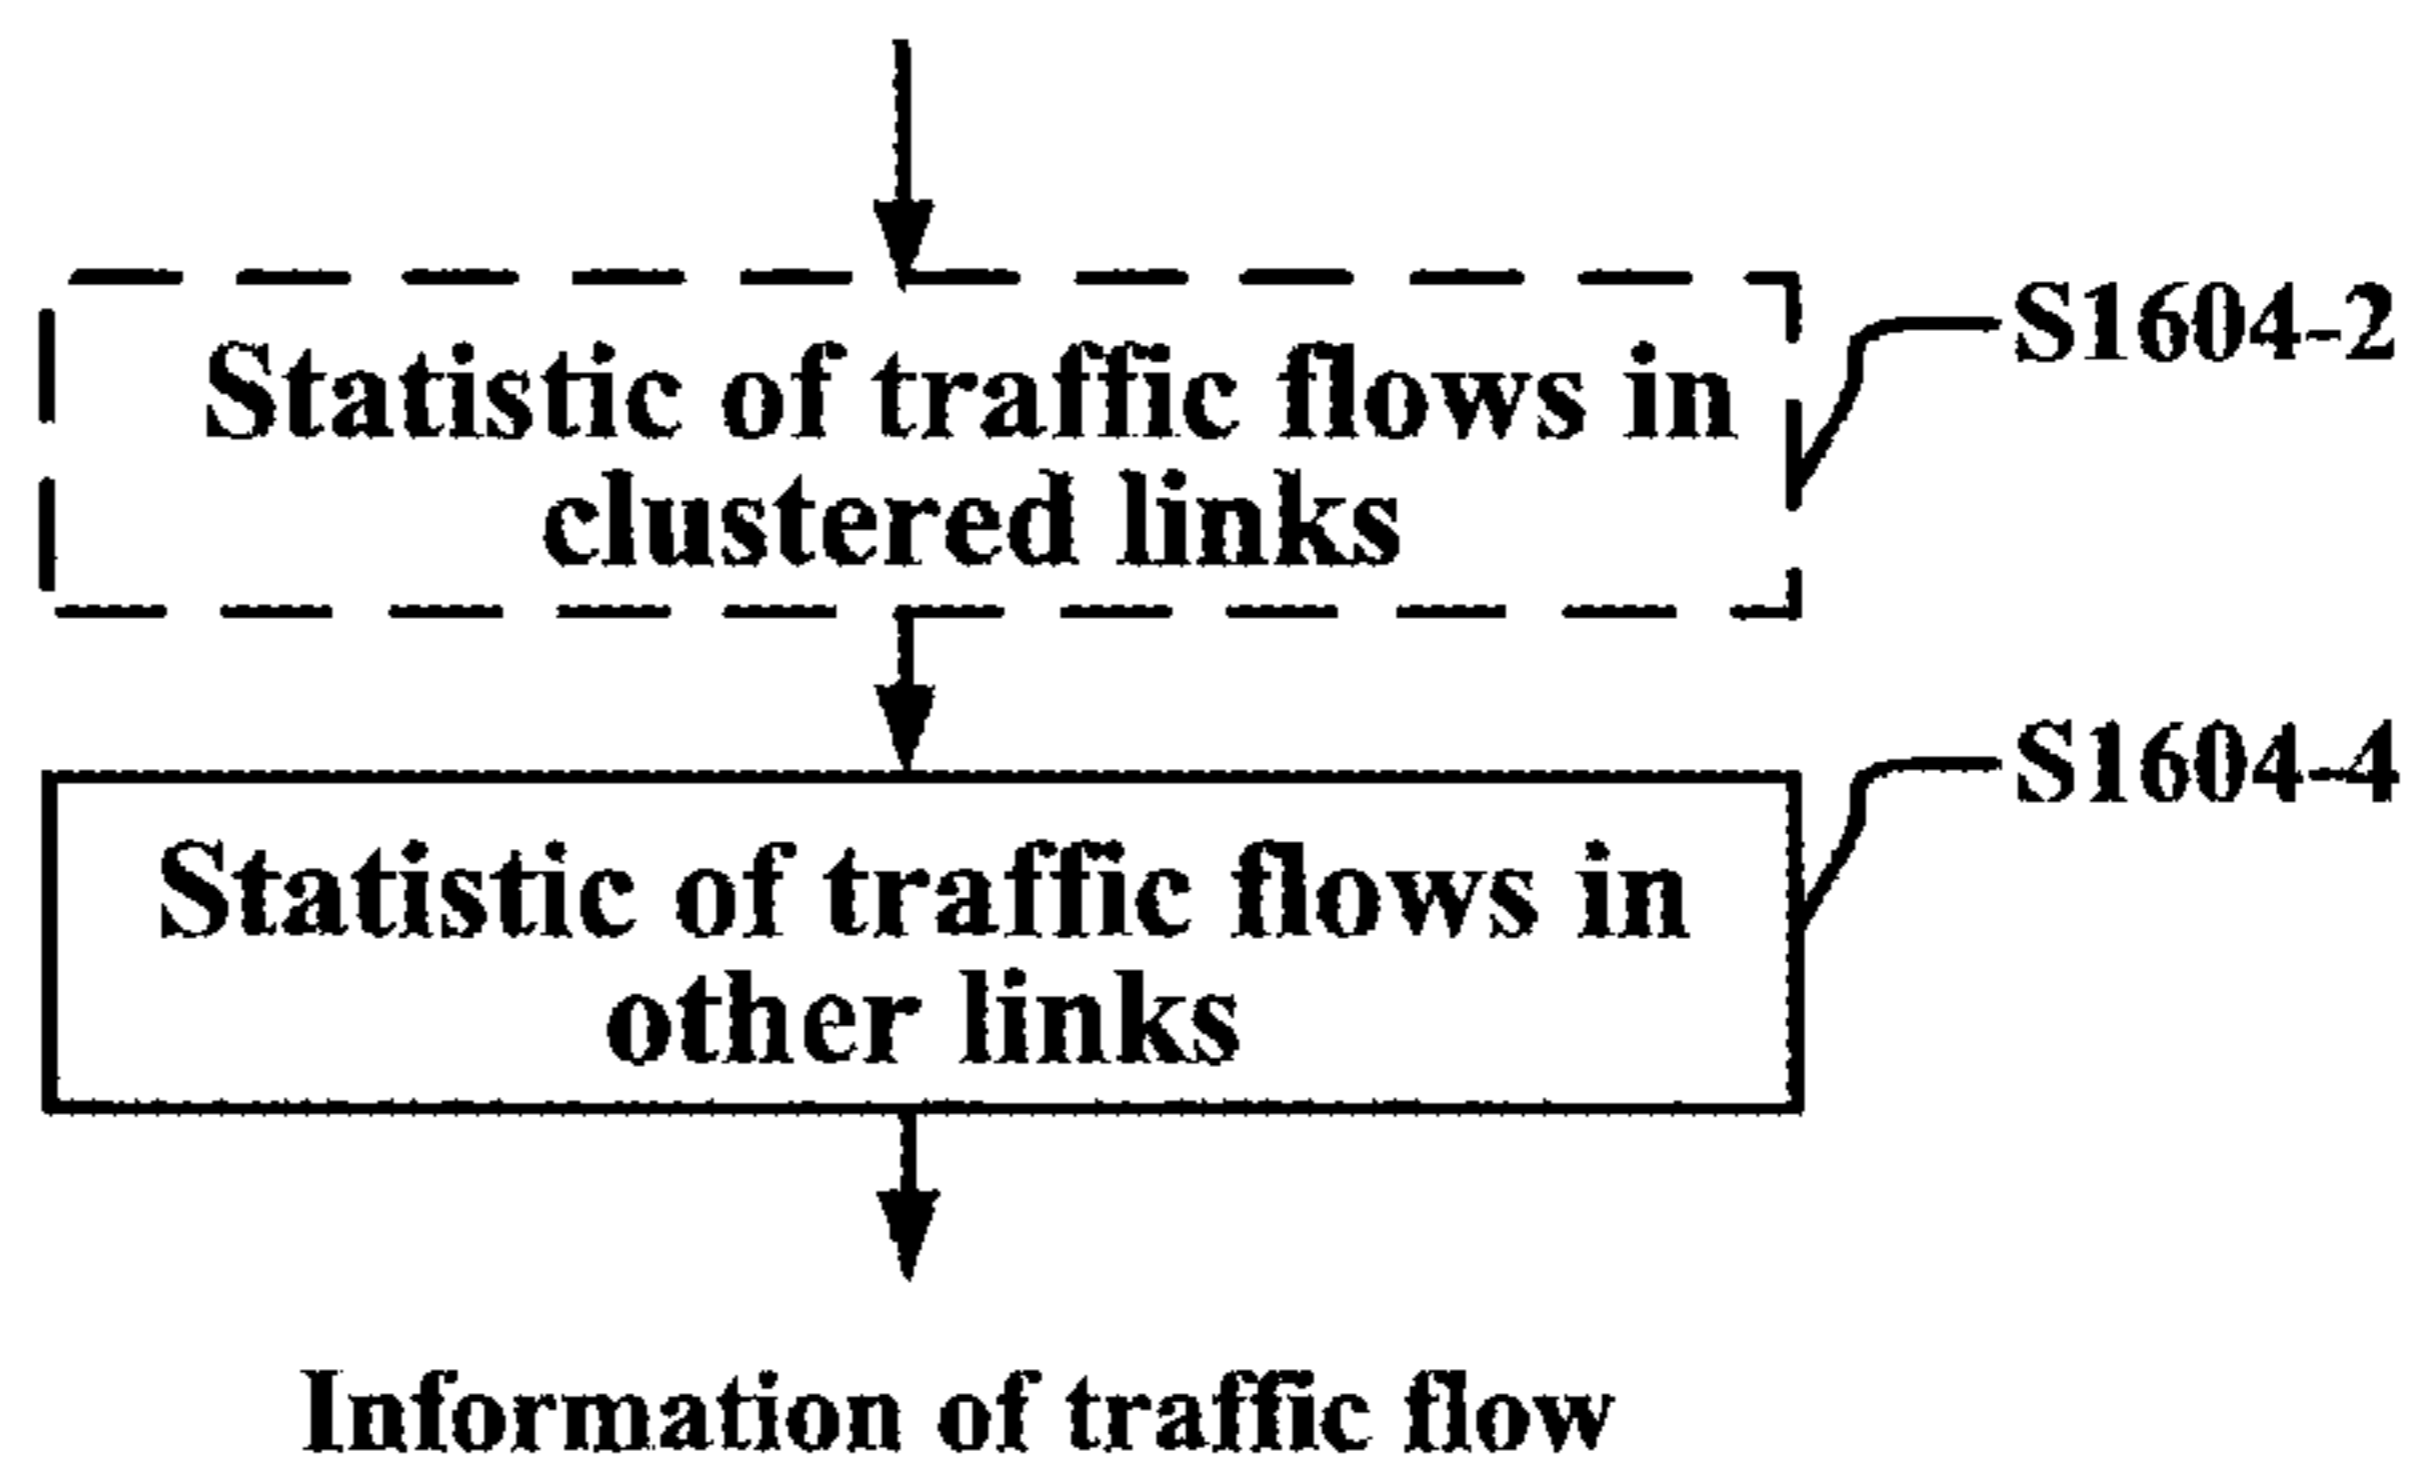 S1604-2
Statistic of traffic flows in
clustered links
S1604-4
Statistic of traffic flows in
other links
Information of traffic flow